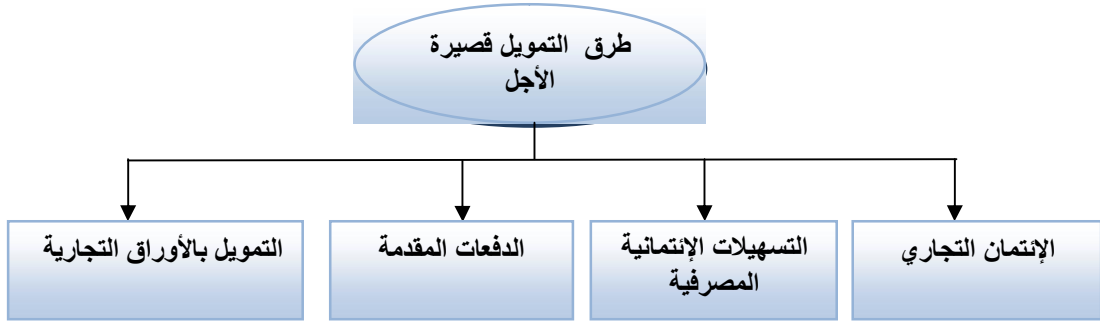 طرق التمويل قصيرة
الأجل
الإئتمان التجاري
التسهيلات الإئتمانية
المصرفية
الدفعات المقدمة
التمويل بالأوراق التجارية